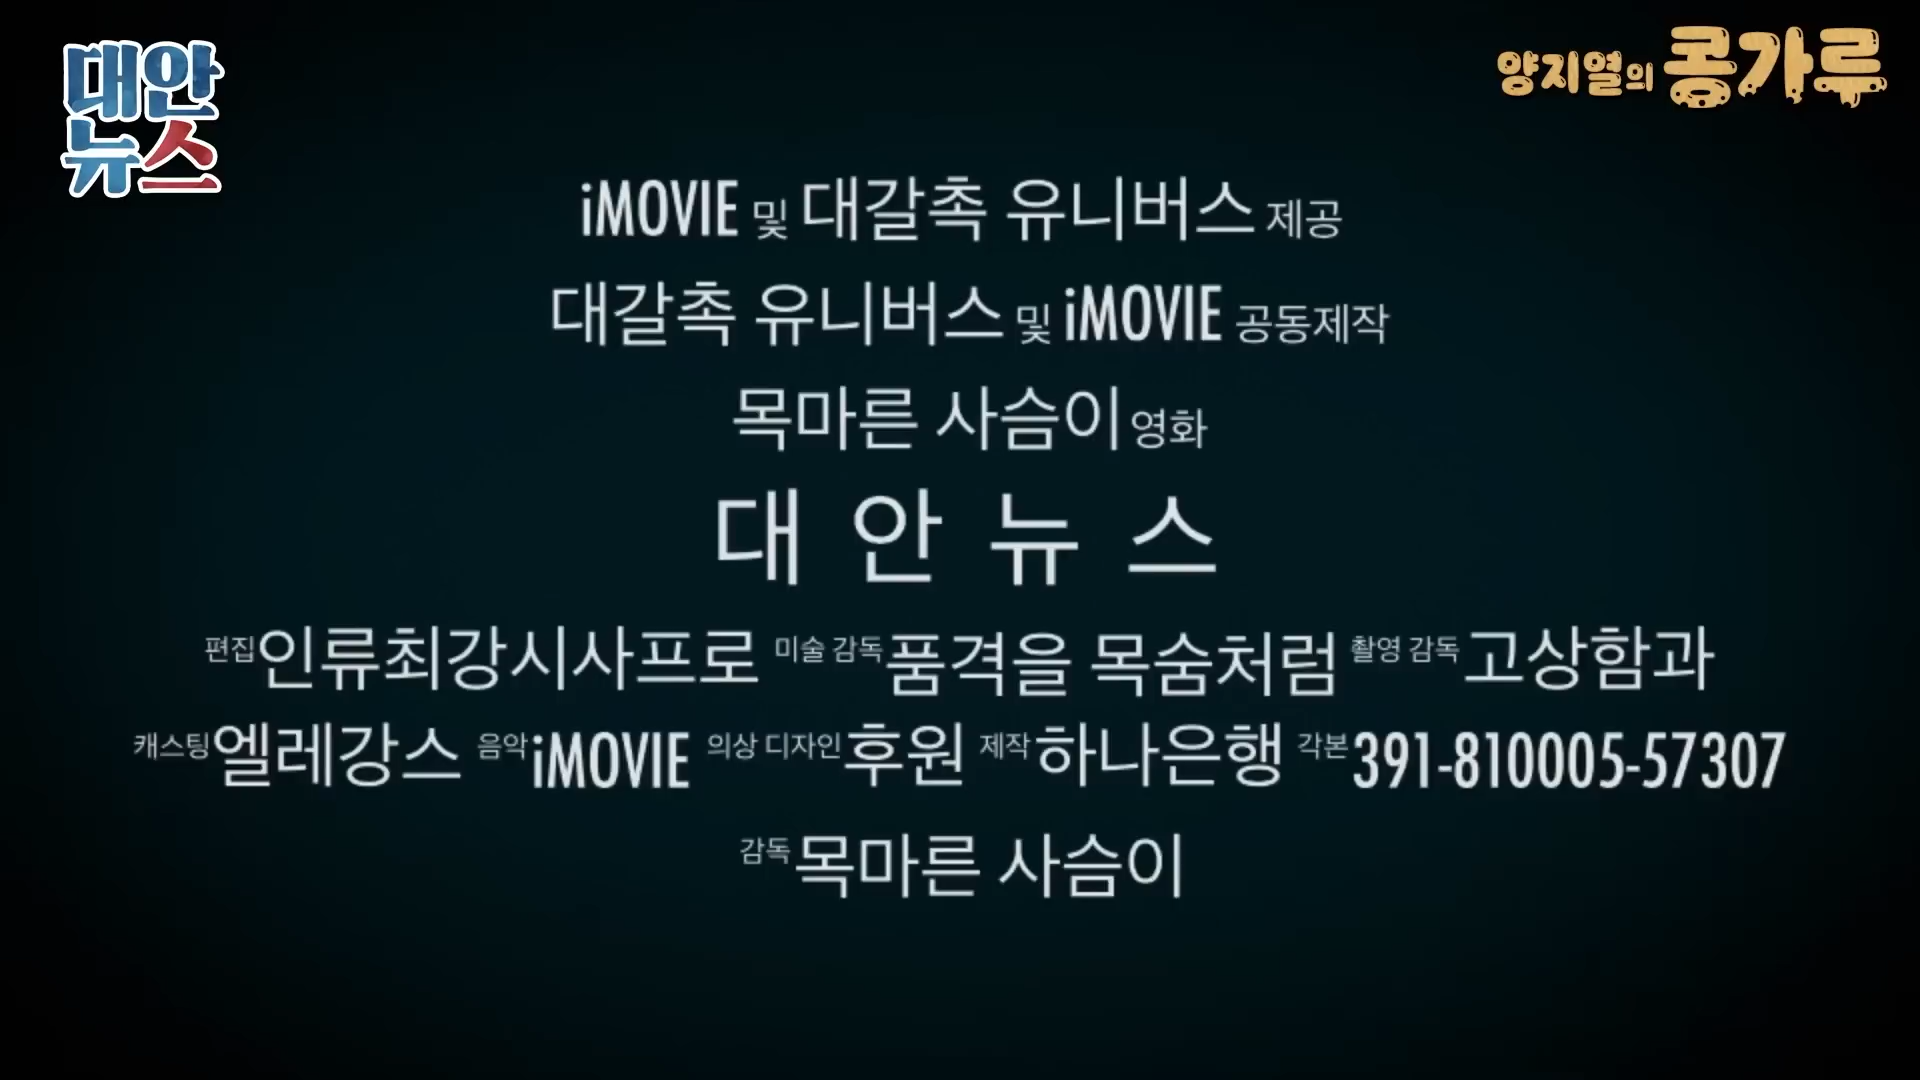 대안
뉴스
양지열의 콩가루
iMOVIE 및 대갈촉 유니버스 제공
대갈촉 유니버스 및 iMOVIE 공동제작
목마른 사슴이 영화
대 안 뉴 스
편집 인류최강시사프로 미술 감독 품격을 목숨처럼 촬영 감독 고상함과
캐스팅 엘레강스 음악 iMOVIE 의상 디자인 후원 제작 하나은행 각본 391-810005-57307
감독 목마른 사슴이